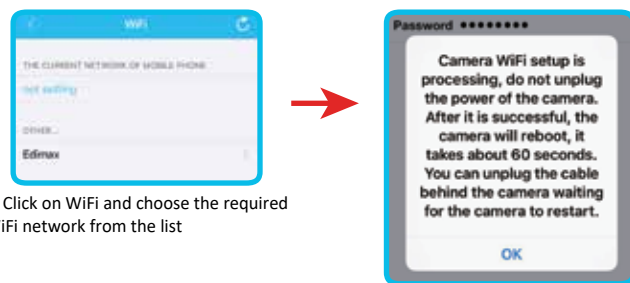 WiFi
THE CURRENT NETWORK OF MOBILE PHONE
not setting
OTHER...
Edimax
Click on WiFi and choose the required
iFi network from the list
Password ••••••••
Camera WiFi setup is
processing, do not unplug
the power of the camera.
After it is successful, the
camera will reboot, it
takes about 60 seconds.
You can unplug the cable
behind the camera waiting
for the camera to restart.
OK